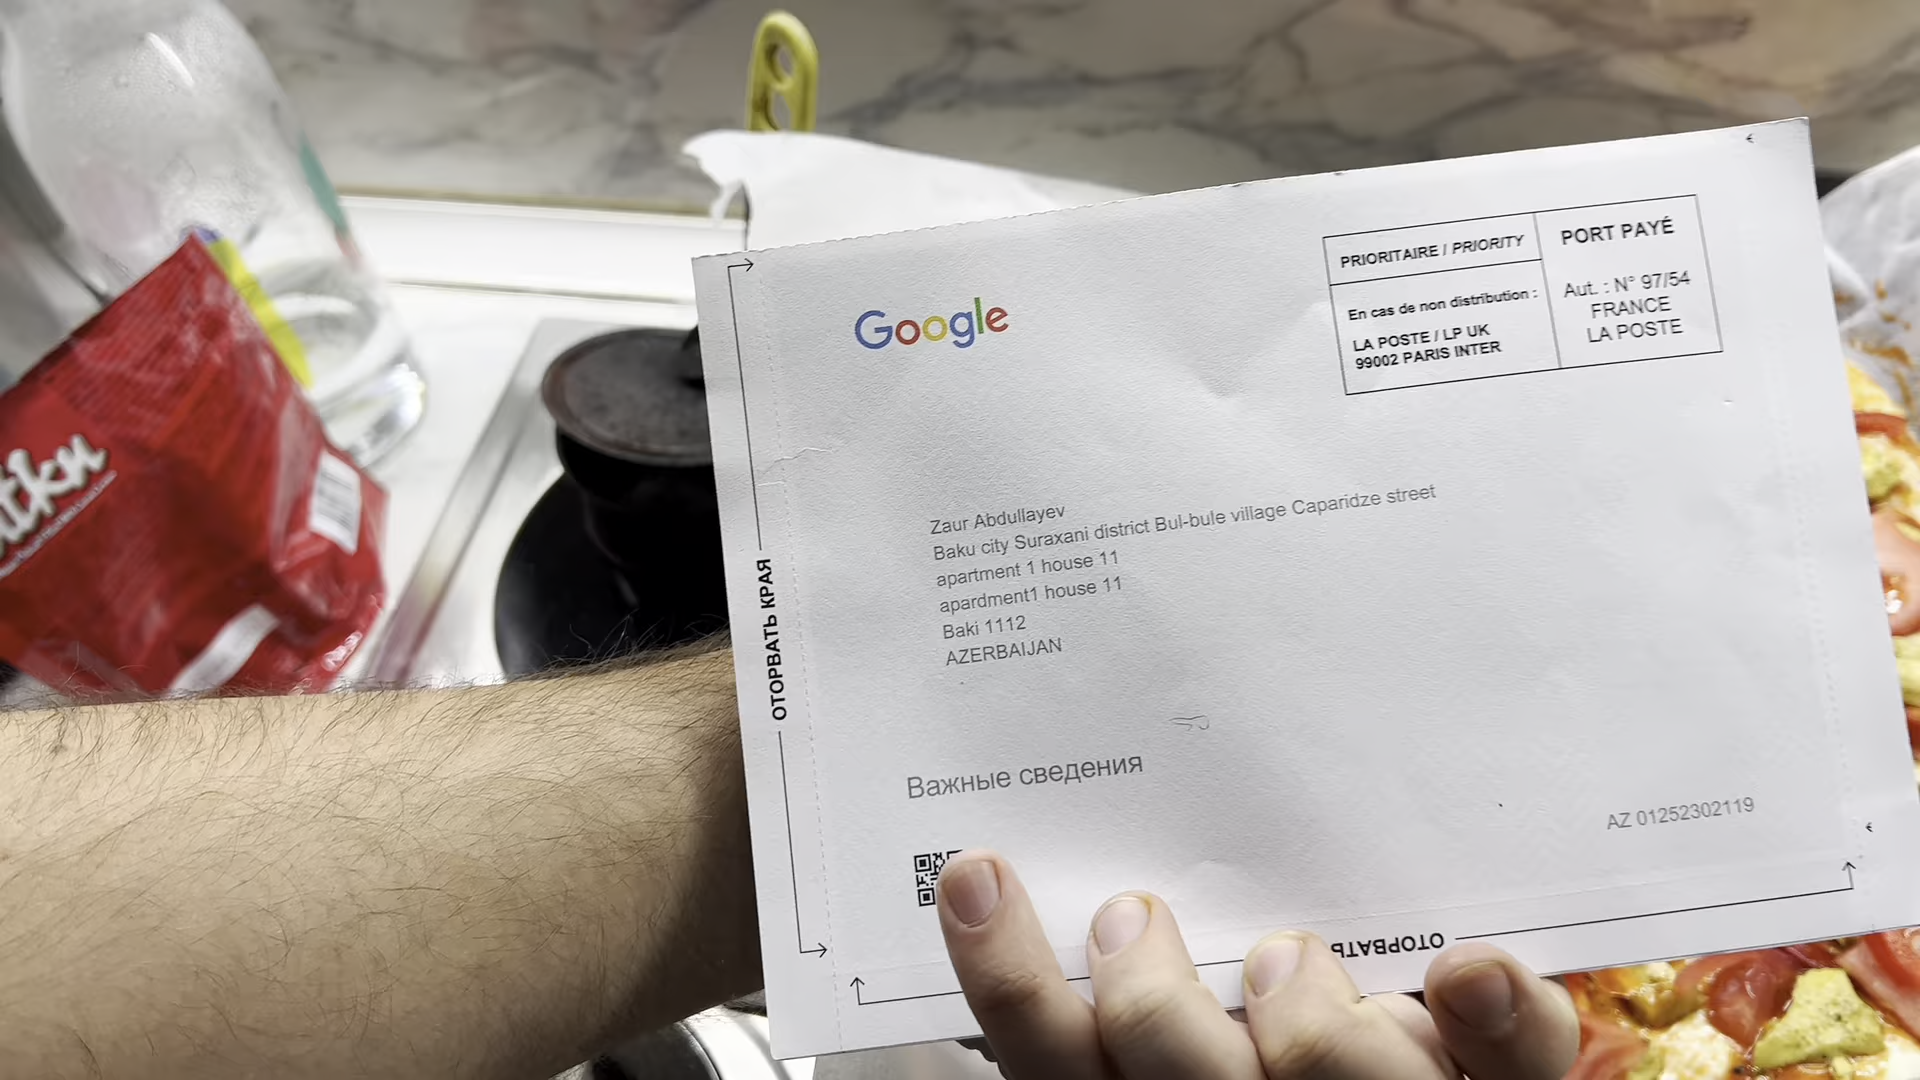 Google
PRIORITAIRE / PRIORITY
En cas de non distribution :
LA POSTE / LP UK
99002 PARIS INTER
PORT PAYÉ
Aut. : N° 97/54
FRANCE
LA POSTE
Zaur Abdullayev
Baku city Suraxani district Bul-bule village Caparidze street
apartment 1 house 11
apardment1 house 11
Baki 1112
AZERBAIJAN
Важные сведения
AZ 01252302119
ОТОРВАТЬ КРАЯ
ОТОРВАТЬ